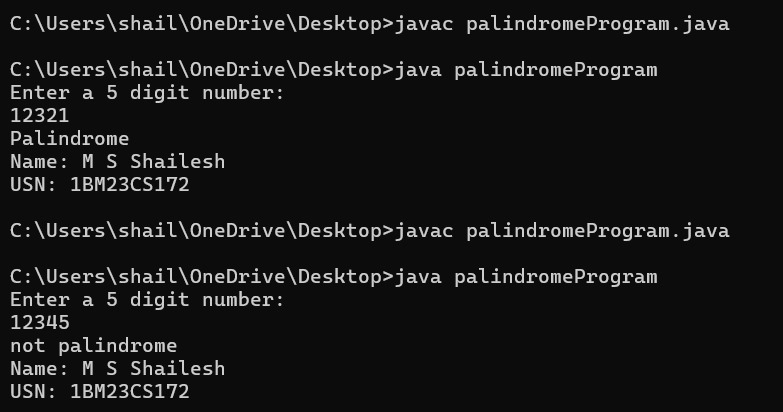 C:\Users\shail\OneDrive\Desktop>javac palindromeProgram.java
C:\Users\shail\OneDrive\Desktop>java palindromeProgram
Enter a 5 digit number:
12321
Palindrome
Name: M S Shailesh
USN: 1BM23CS172
C:\Users\shail\OneDrive\Desktop>javac palindromeProgram.java
C:\Users\shail\OneDrive\Desktop>java palindromeProgram
Enter a 5 digit number:
12345
not palindrome
Name: M S Shailesh
USN: 1BM23CS172